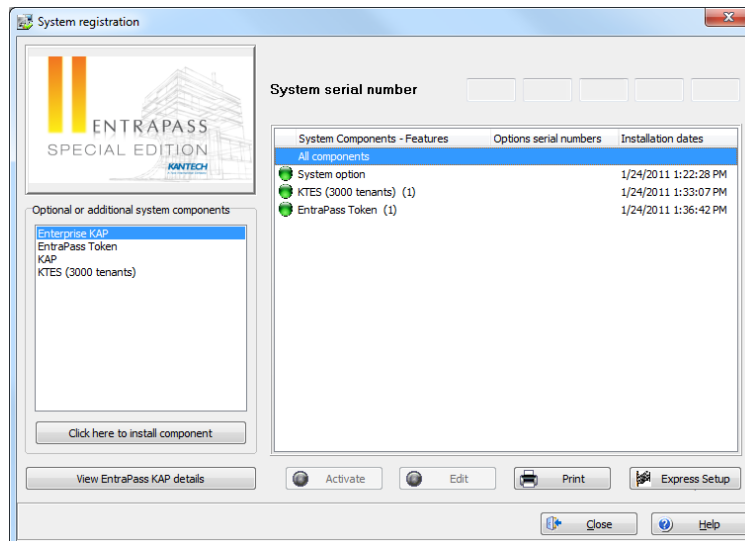 System registration
ENTRAPASS
SPECIAL EDITION
KANTECH
System serial number
System Components - Features Options serial numbers Installation dates
All components
System option 1/24/2011 1:22:28 PM
KTES (3000 tenants) (1) 1/24/2011 1:33:07 PM
EntraPass Token (1) 1/24/2011 1:36:42 PM
Optional or additional system components
Enterprise KAP
EntraPass Token
KAP
KTES (3000 tenants)
Click here to install component
View EntraPass KAP details
Activate
Edit
Print
Express Setup
Close
Help